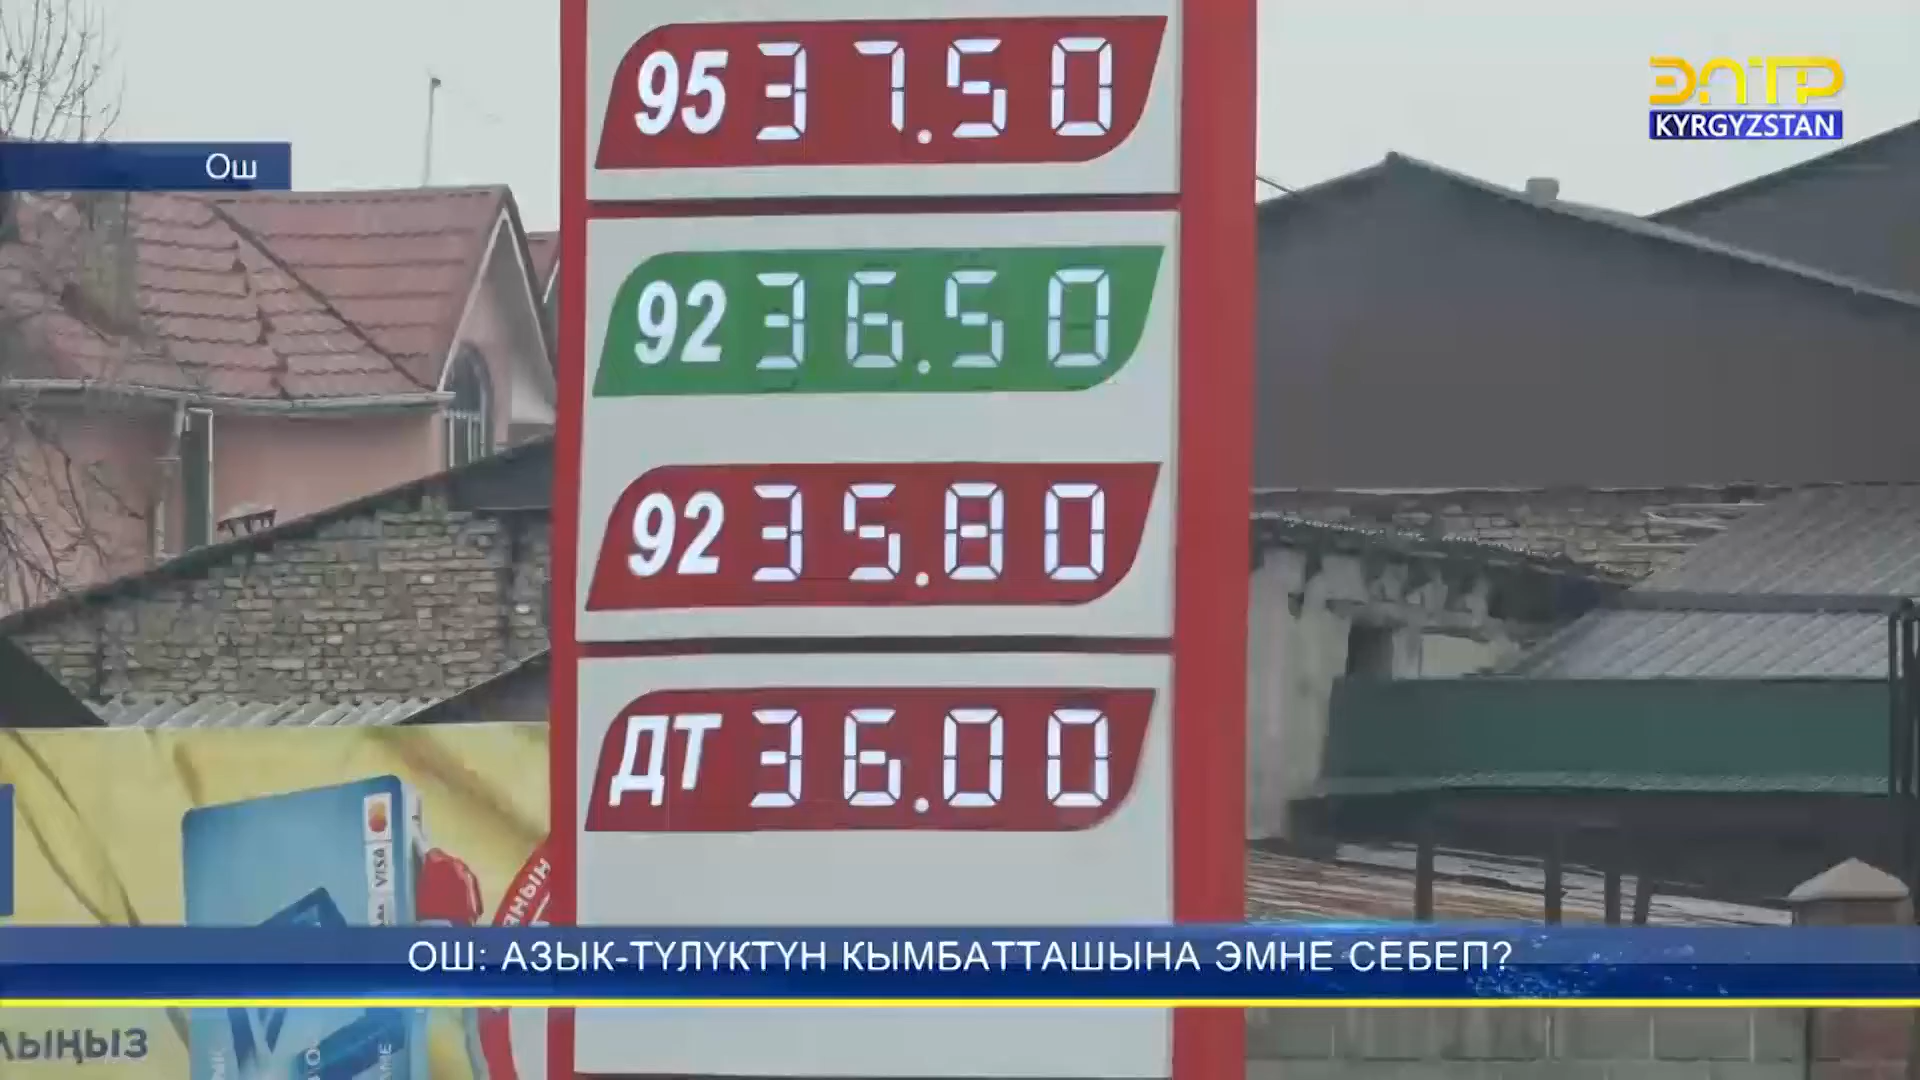 95 37.50
ЭЛТР
KYRGYZSTAN
Ош
92 36.50
92 35.80
ДТ 36.00
VISA
ОШ: АЗЫК-ТҮЛҮКТҮН КЫМБАТТАШЫНА ЭМНЕ СЕБЕП?
ЛЫҢЫЗ